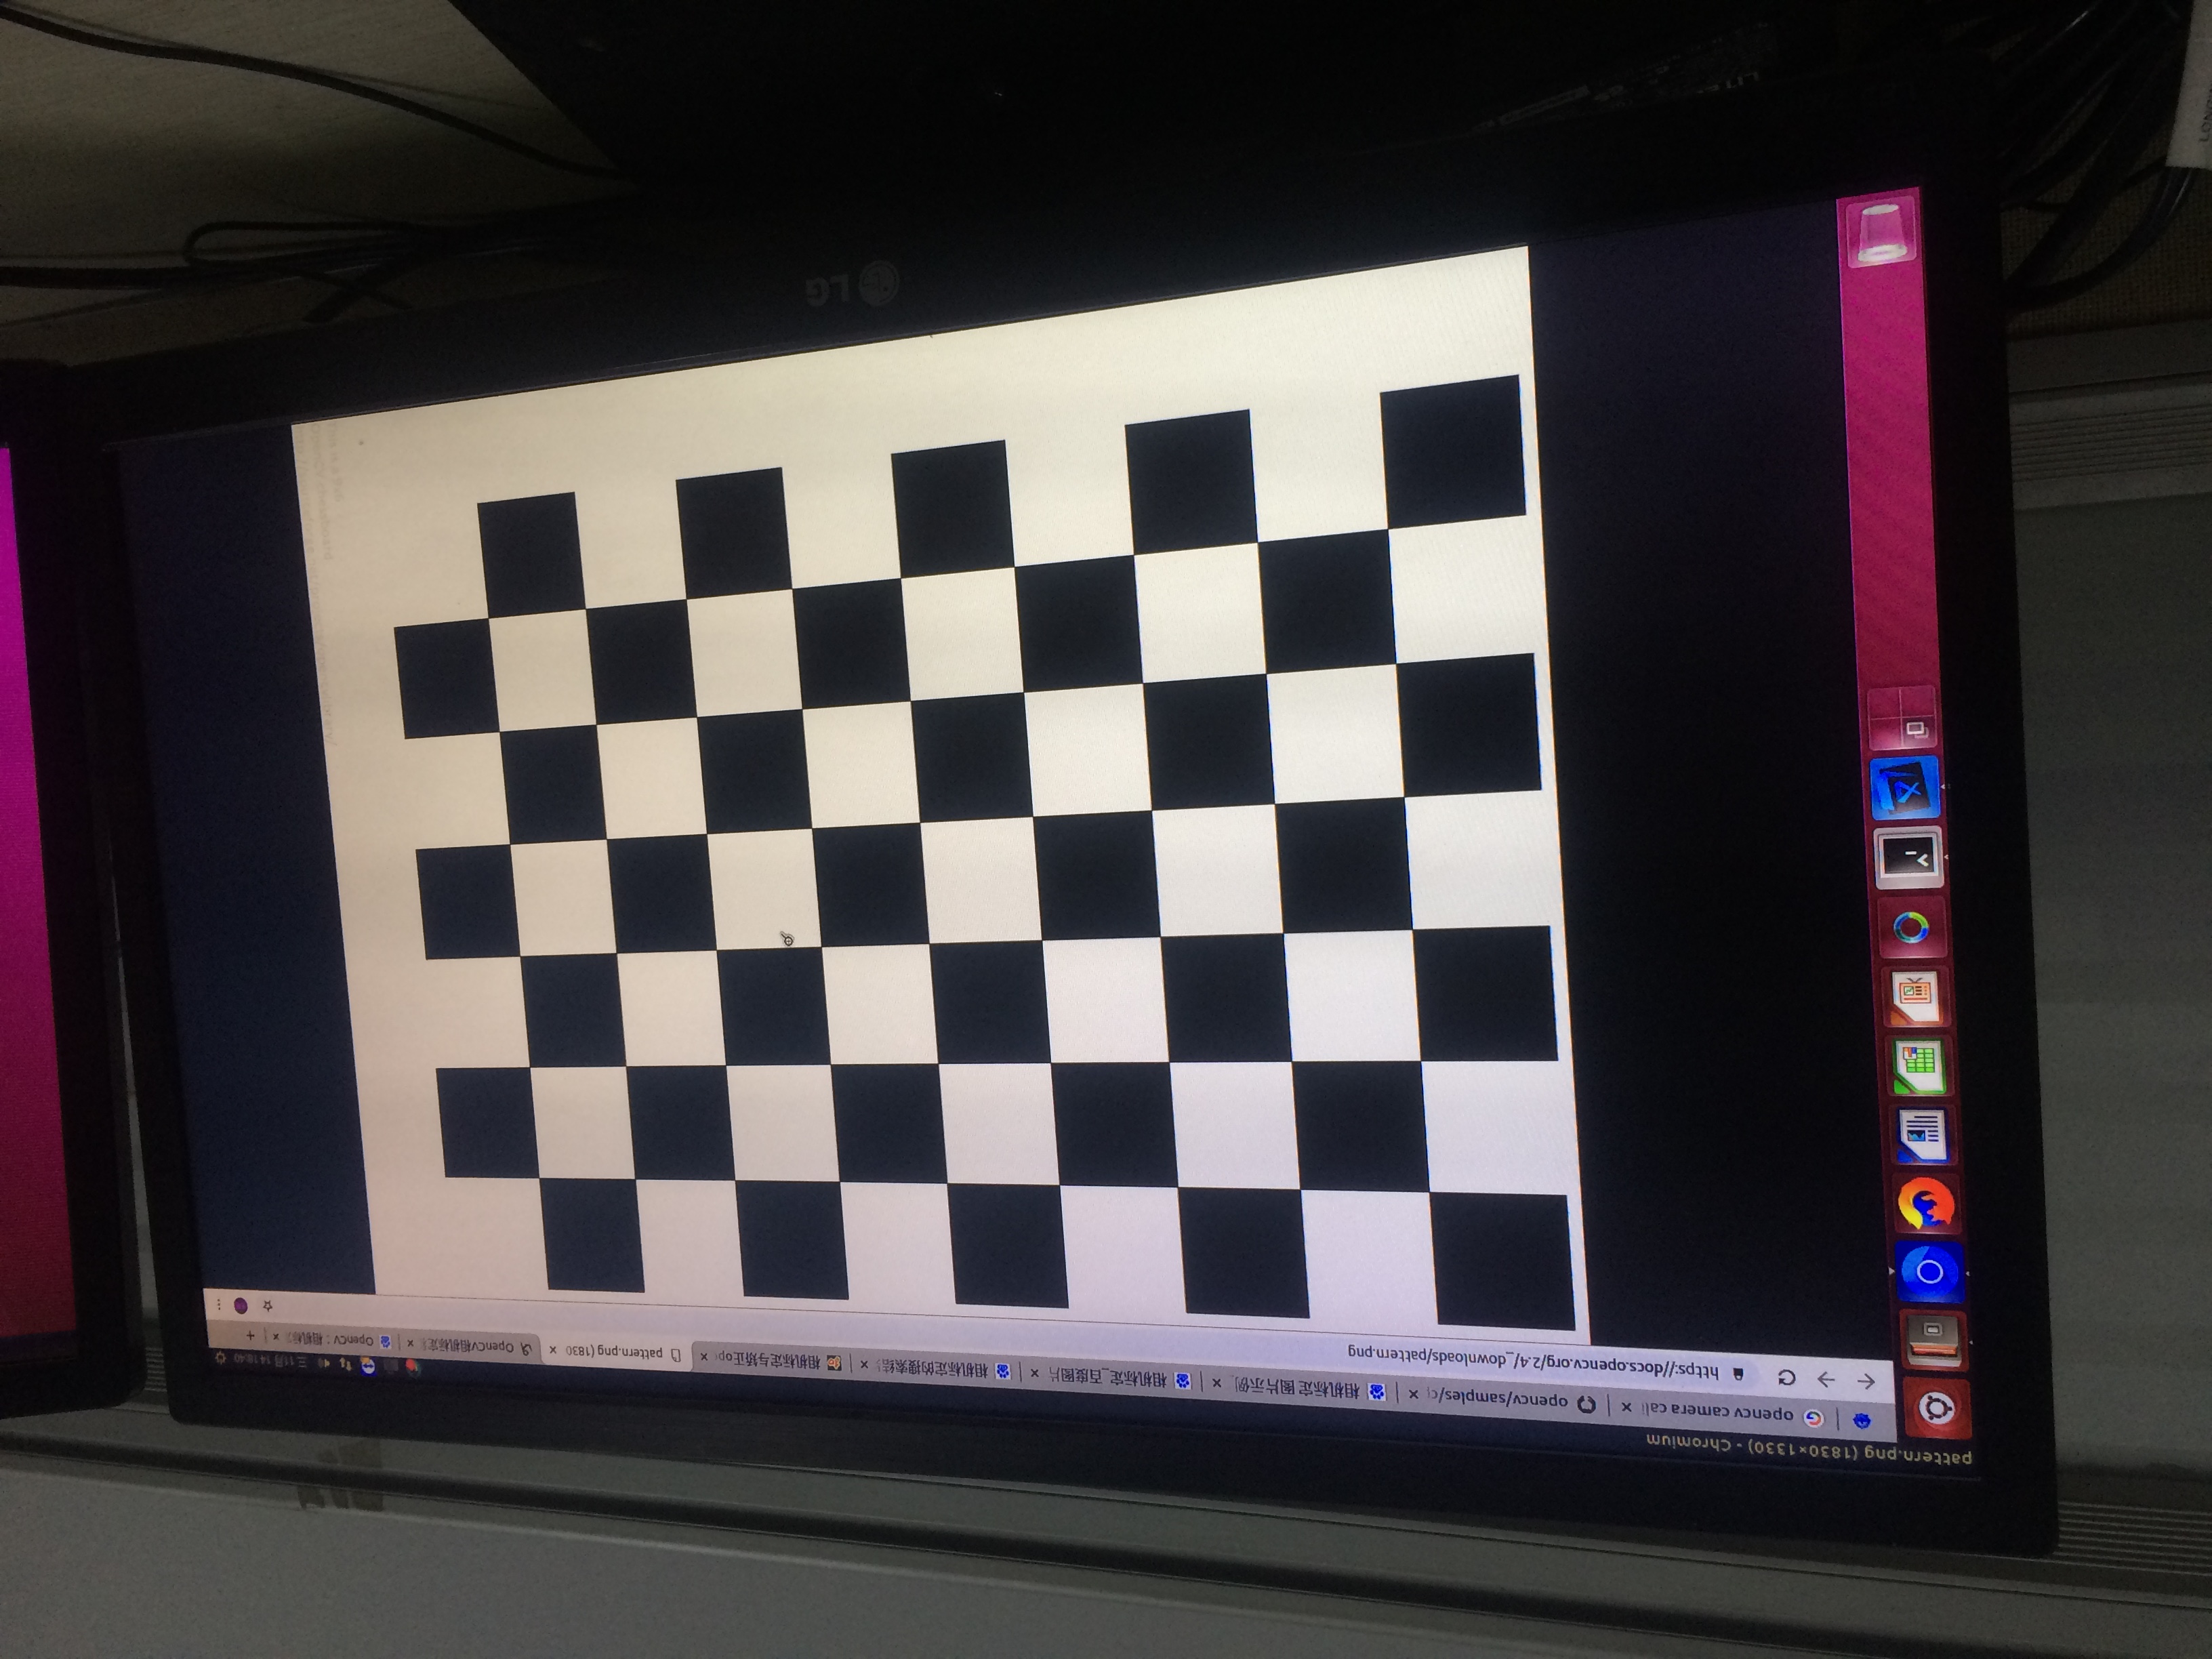 pattern.png (1830×1330) - Chromium
三 11月 14 18:40
opencv camera cali
opencv/samples/c
相机标定 图片示例
相机标定_百度图片
相机标定的搜索结
相机标定与矫正op
pattern.png (1830
OpenCV相机标定
OpenCV：相机标
https://docs.opencv.org/2.4/_downloads/pattern.png
LG